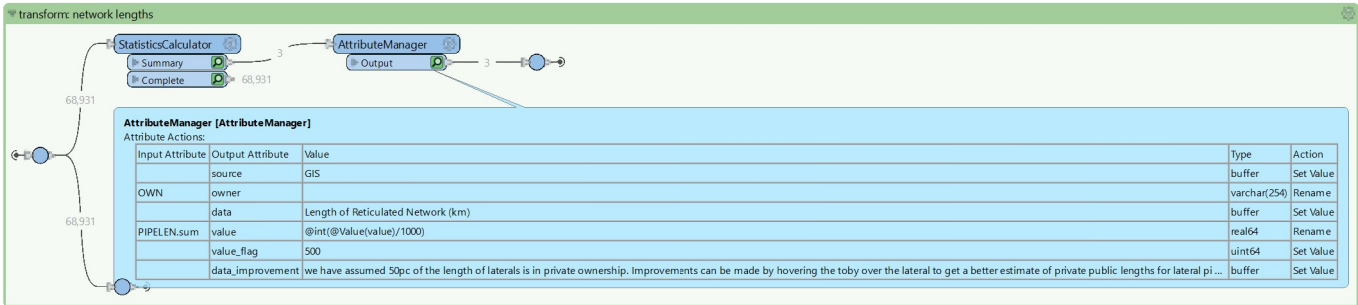 transform: network lengths
StatisticsCalculator
Summary
Complete
3
68,931
AttributeManager
Output
3
68,931
68,931
AttributeManager [AttributeManager]
Attribute Actions:
Input Attribute Output Attribute Value Type Action
source GIS buffer Set Value
OWN owner varchar(254) Rename
data Length of Reticulated Network (km) buffer Set Value
PIPELEN.sum value @int(@Value(value)/1000) real64 Rename
value_flag 500 uint64 Set Value
data_improvement we have assumed 50pc of the length of laterals is in private ownership. Improvements can be made by hovering the toby over the lateral to get a better estimate of private public lengths for lateral pi ... buffer Set Value